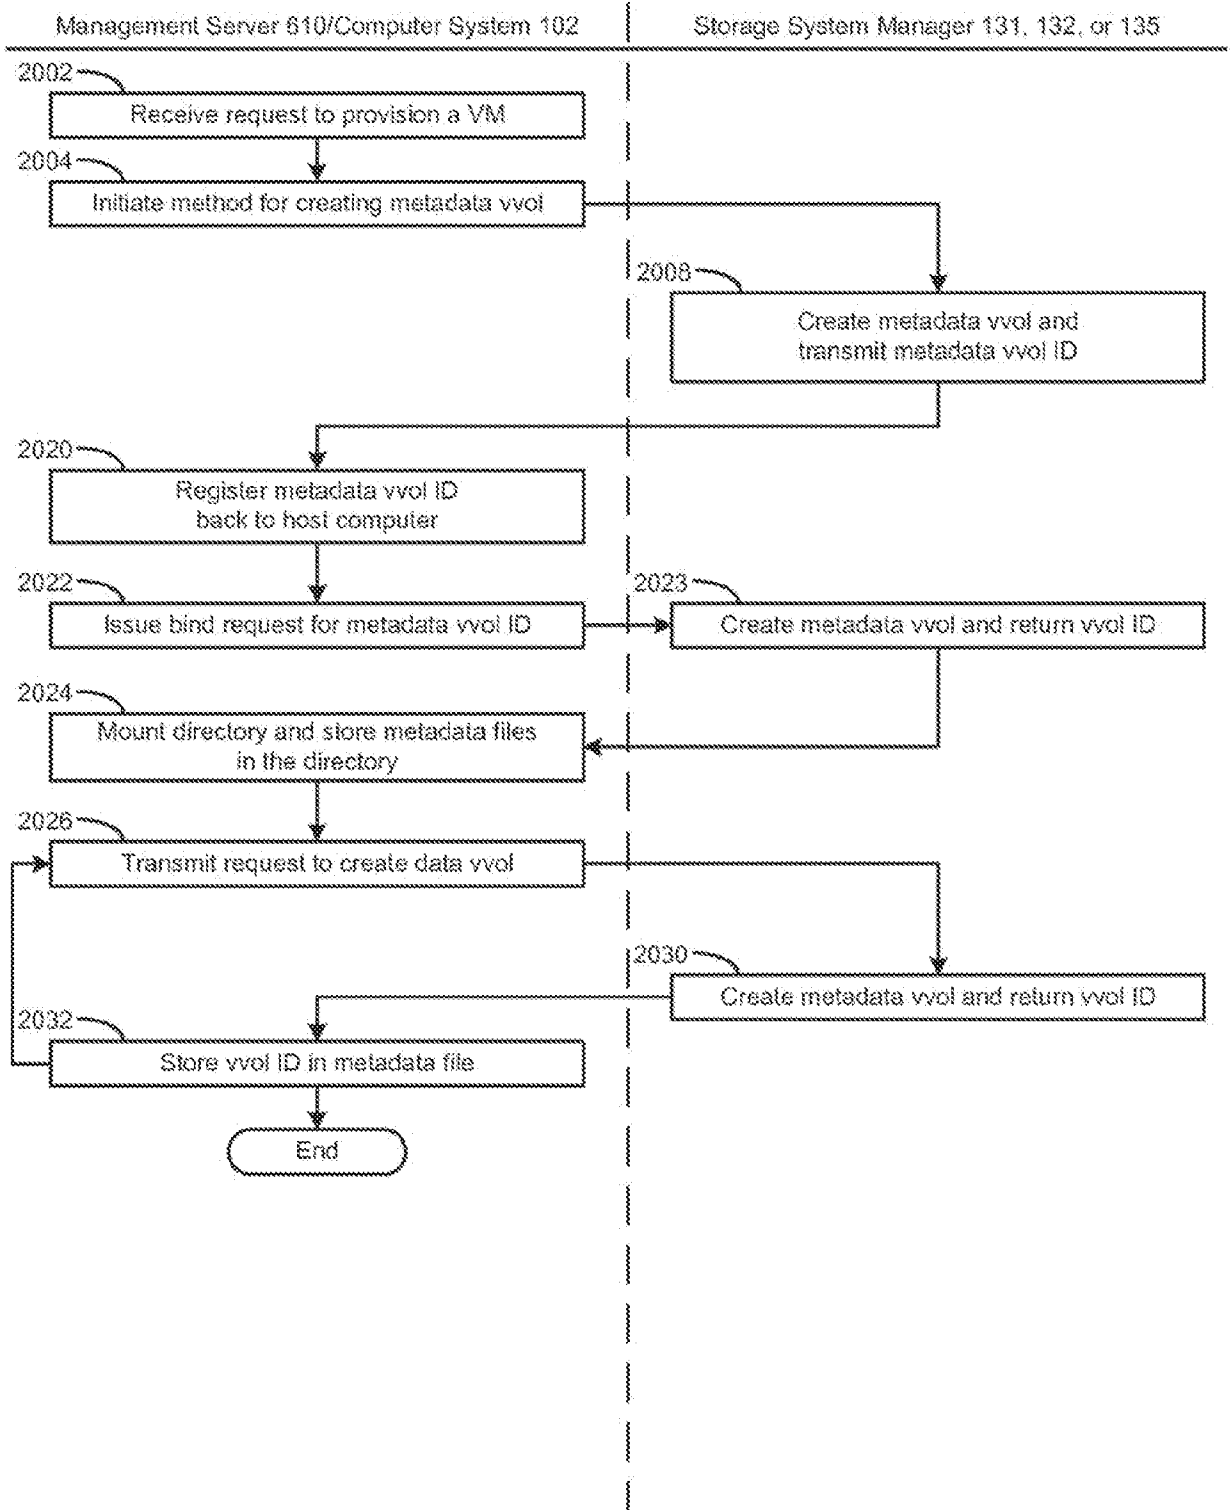 Management Server 610/Computer System 102
Storage System Manager 131, 132, or 135
2002
Receive request to provision a VM
2004
Initiate method for creating metadata vvol
2008
Create metadata vvol and
transmit metadata vvol ID
2020
Register metadata vvol ID
back to host computer
2022
Issue bind request for metadata vvol ID
2023
Create metadata vvol and return vvol ID
2024
Mount directory and store metadata files
in the directory
2026
Transmit request to create data vvol
2030
Create metadata vvol and return vvol ID
2032
Store vvol ID in metadata file
End